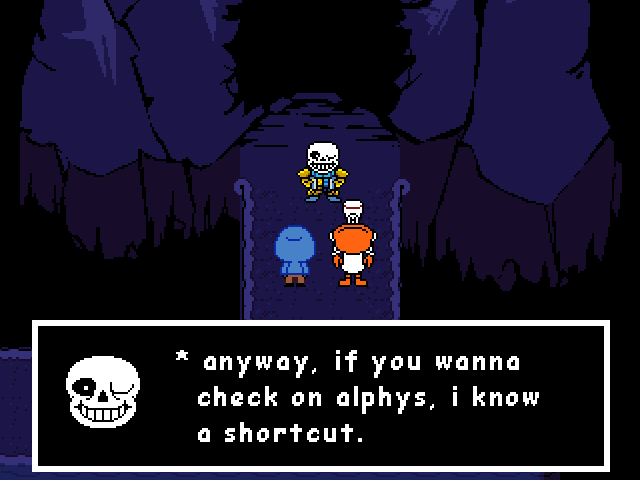 * anyway, if you wanna
check on alphys, i know
a shortcut.